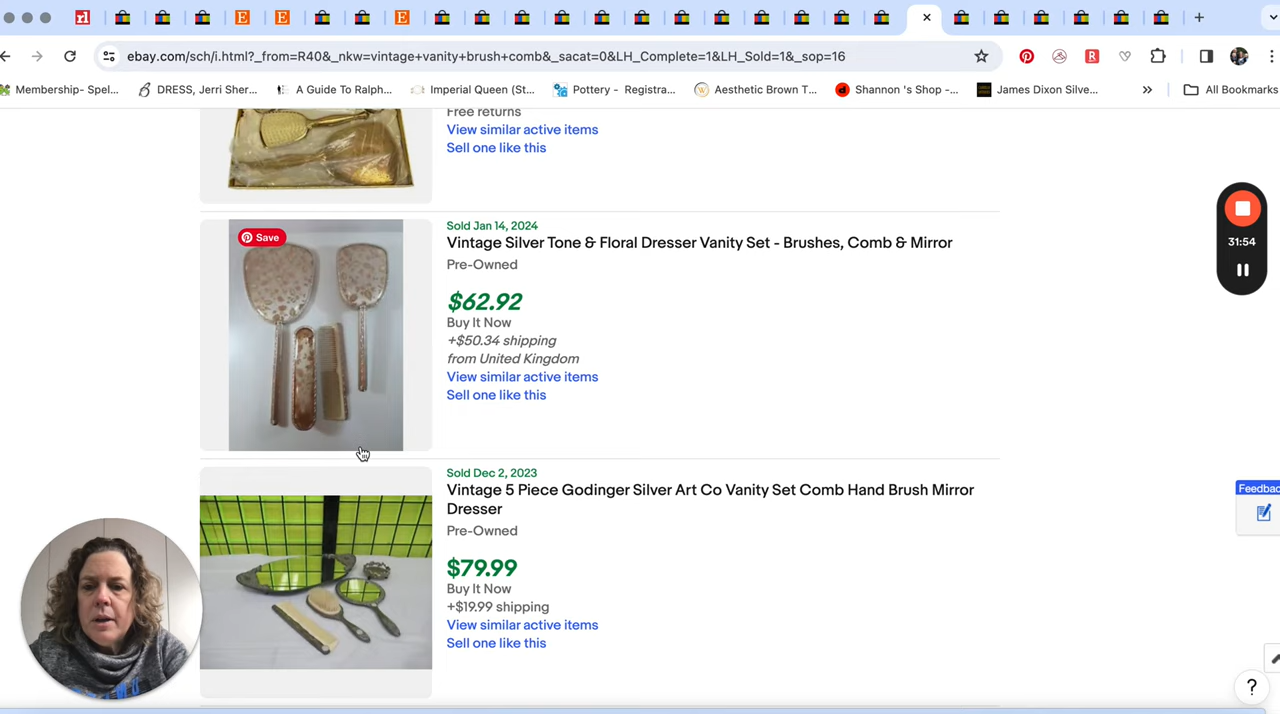 ebay.com/sch/i.html?_from=R40&_nkw=vintage+vanity+brush+comb&_sacat=0&LH_Complete=1&LH_Sold=1&_sop=16
Membership- Spel...
DRESS, Jerri Sher...
A Guide To Ralph...
Imperial Queen (St...
Pottery - Registra...
Aesthetic Brown T...
Shannon 's Shop -...
James Dixon Silve...
»
All Bookmarks
Free returns
View similar active items
Sell one like this
Save
Sold Jan 14, 2024
Vintage Silver Tone & Floral Dresser Vanity Set - Brushes, Comb & Mirror
Pre-Owned
$62.92
Buy It Now
+$50.34 shipping
from United Kingdom
View similar active items
Sell one like this
31:54
Sold Dec 2, 2023
Vintage 5 Piece Godinger Silver Art Co Vanity Set Comb Hand Brush Mirror
Dresser
Pre-Owned
$79.99
Buy It Now
+$19.99 shipping
View similar active items
Sell one like this
Feedbac
?